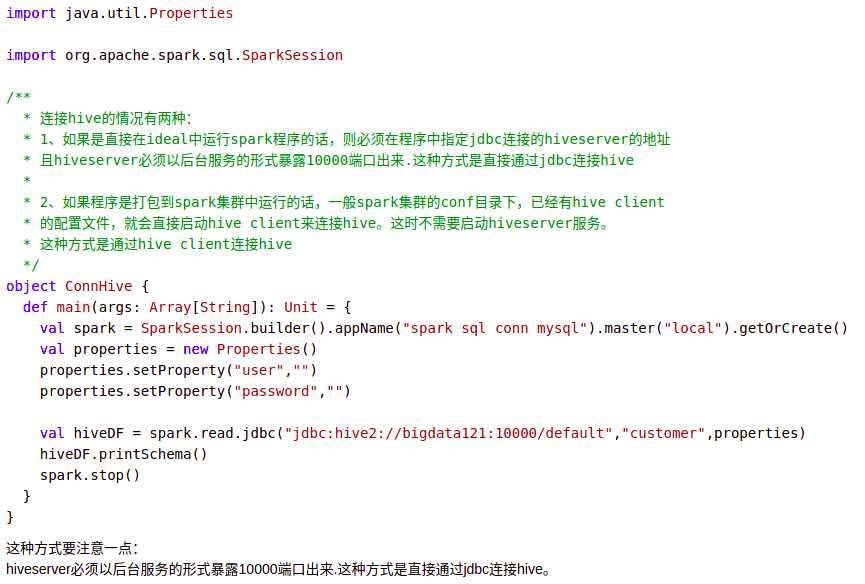 import java.util.Properties

import org.apache.spark.sql.SparkSession

/**
  * 连接hive的情况有两种：
  * 1、如果是直接在ideal中运行spark程序的话，则必须在程序中指定jdbc连接的hiveserver的地址
  * 且hiveserver必须以后台服务的形式暴露10000端口出来.这种方式是直接通过jdbc连接hive
  *
  * 2、如果程序是打包到spark集群中运行的话，一般spark集群的conf目录下，已经有hive client
  * 的配置文件，就会直接启动hive client来连接hive。这时不需要启动hiveserver服务。
  * 这种方式是通过hive client连接hive
  */
object ConnHive {
  def main(args: Array[String]): Unit = {
    val spark = SparkSession.builder().appName("spark sql conn mysql").master("local").getOrCreate()
    val properties = new Properties()
    properties.setProperty("user","")
    properties.setProperty("password","")

    val hiveDF = spark.read.jdbc("jdbc:hive2://bigdata121:10000/default","customer",properties)
    hiveDF.printSchema()
    spark.stop()
  }
}
这种方式要注意一点：
hiveserver必须以后台服务的形式暴露10000端口出来.这种方式是直接通过jdbc连接hive。